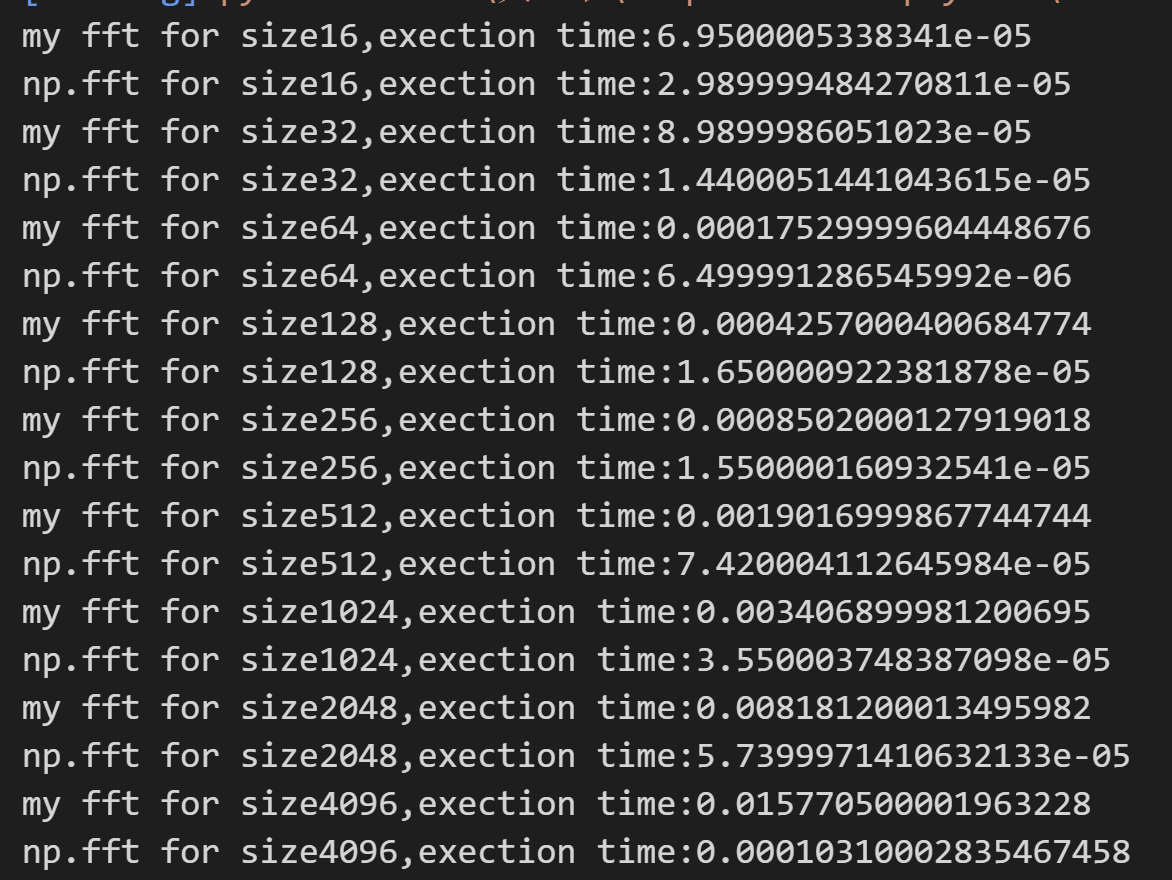 my fft for size16,exection time:6.9500005338341e-05
np.fft for size16,exection time:2.989999484270811e-05
my fft for size32,exection time:8.9899986051023e-05
np.fft for size32,exection time:1.4400051441043615e-05
my fft for size64,exection time:0.00017529999604448676
np.fft for size64,exection time:6.499991286545992e-06
my fft for size128,exection time:0.0004257000400684774
np.fft for size128,exection time:1.650000922381878e-05
my fft for size256,exection time:0.0008502000127919018
np.fft for size256,exection time:1.550000160932541e-05
my fft for size512,exection time:0.0019016999867744744
np.fft for size512,exection time:7.420004112645984e-05
my fft for size1024,exection time:0.003406899981200695
np.fft for size1024,exection time:3.550003748387098e-05
my fft for size2048,exection time:0.008181200013495982
np.fft for size2048,exection time:5.7399971410632133e-05
my fft for size4096,exection time:0.015770500001963228
np.fft for size4096,exection time:0.00010310002835467458